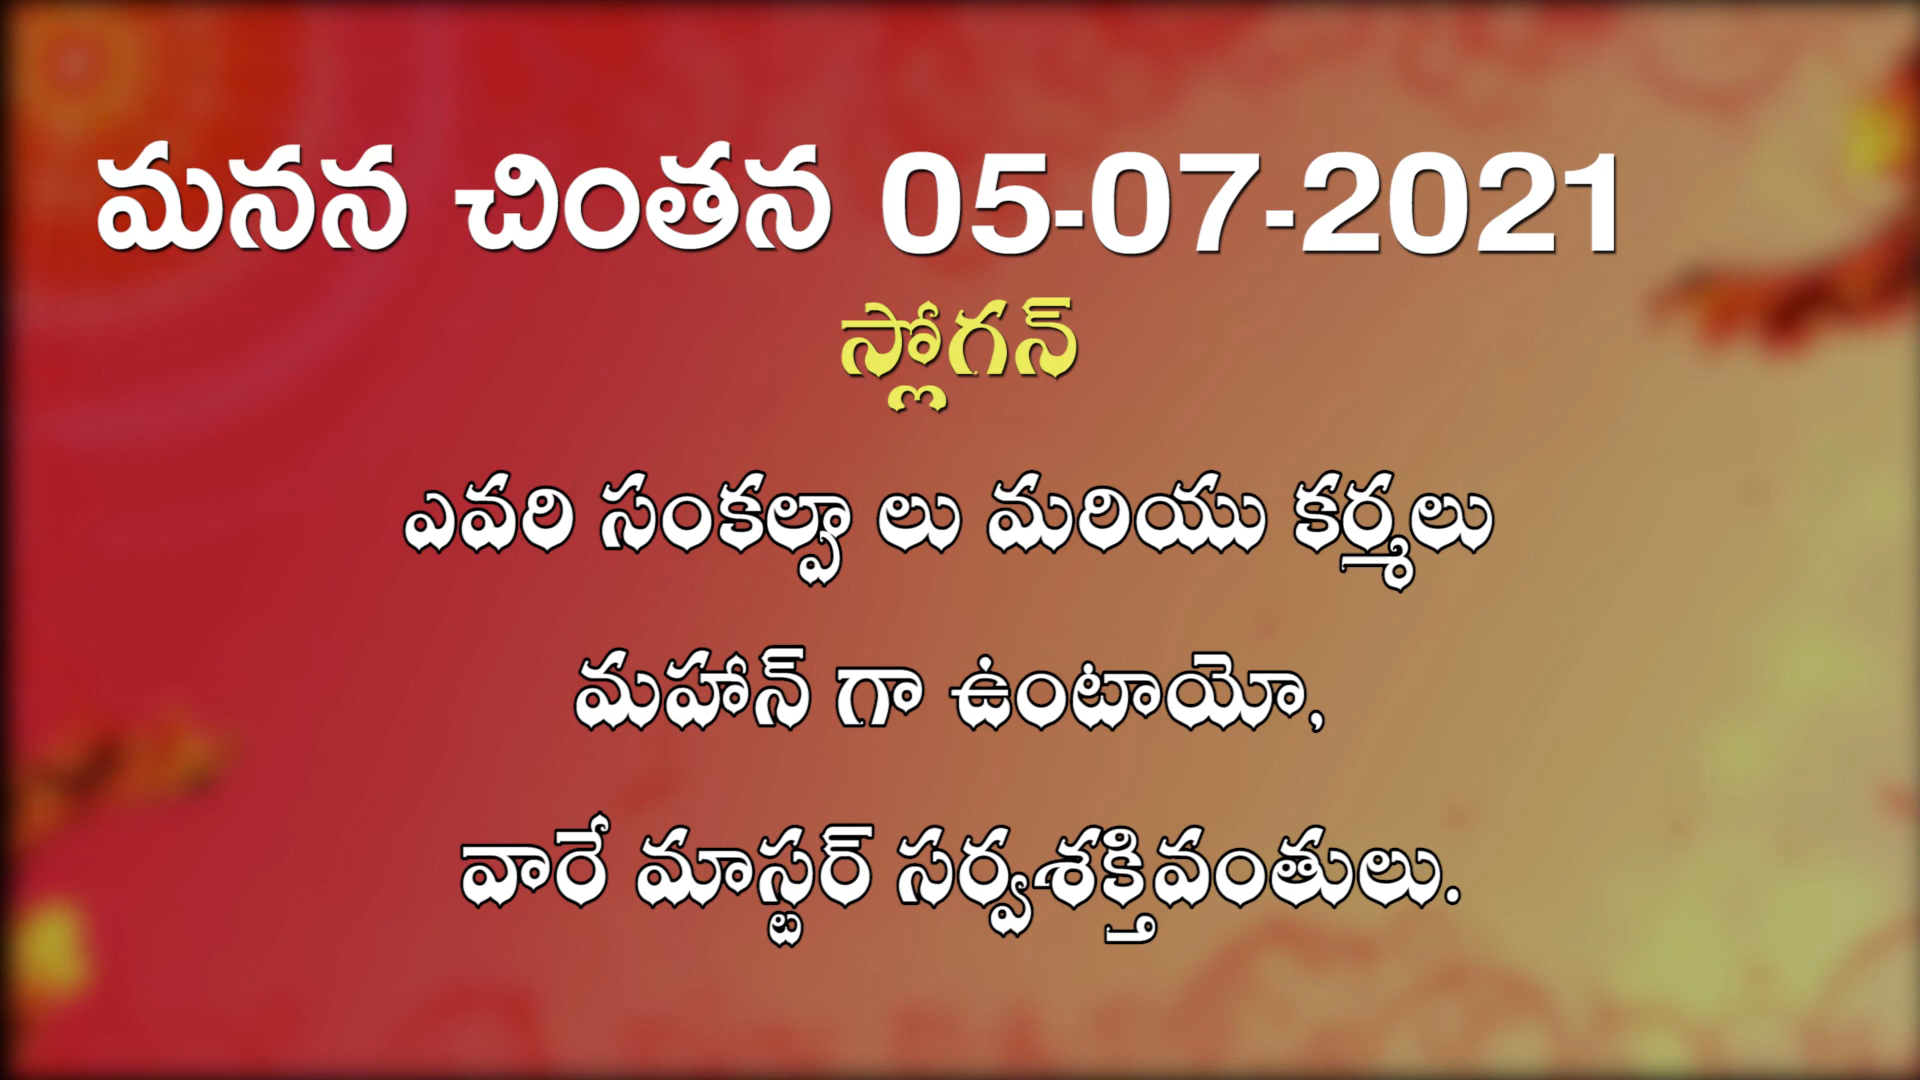 మనన చింతన 05-07-2021
స్లోగన్
ఎవరి సంకల్పా లు మరియు కర్మలు
మహాన్ గా ఉంటాయో,
వారే మాస్టర్ సర్వశక్తివంతులు.